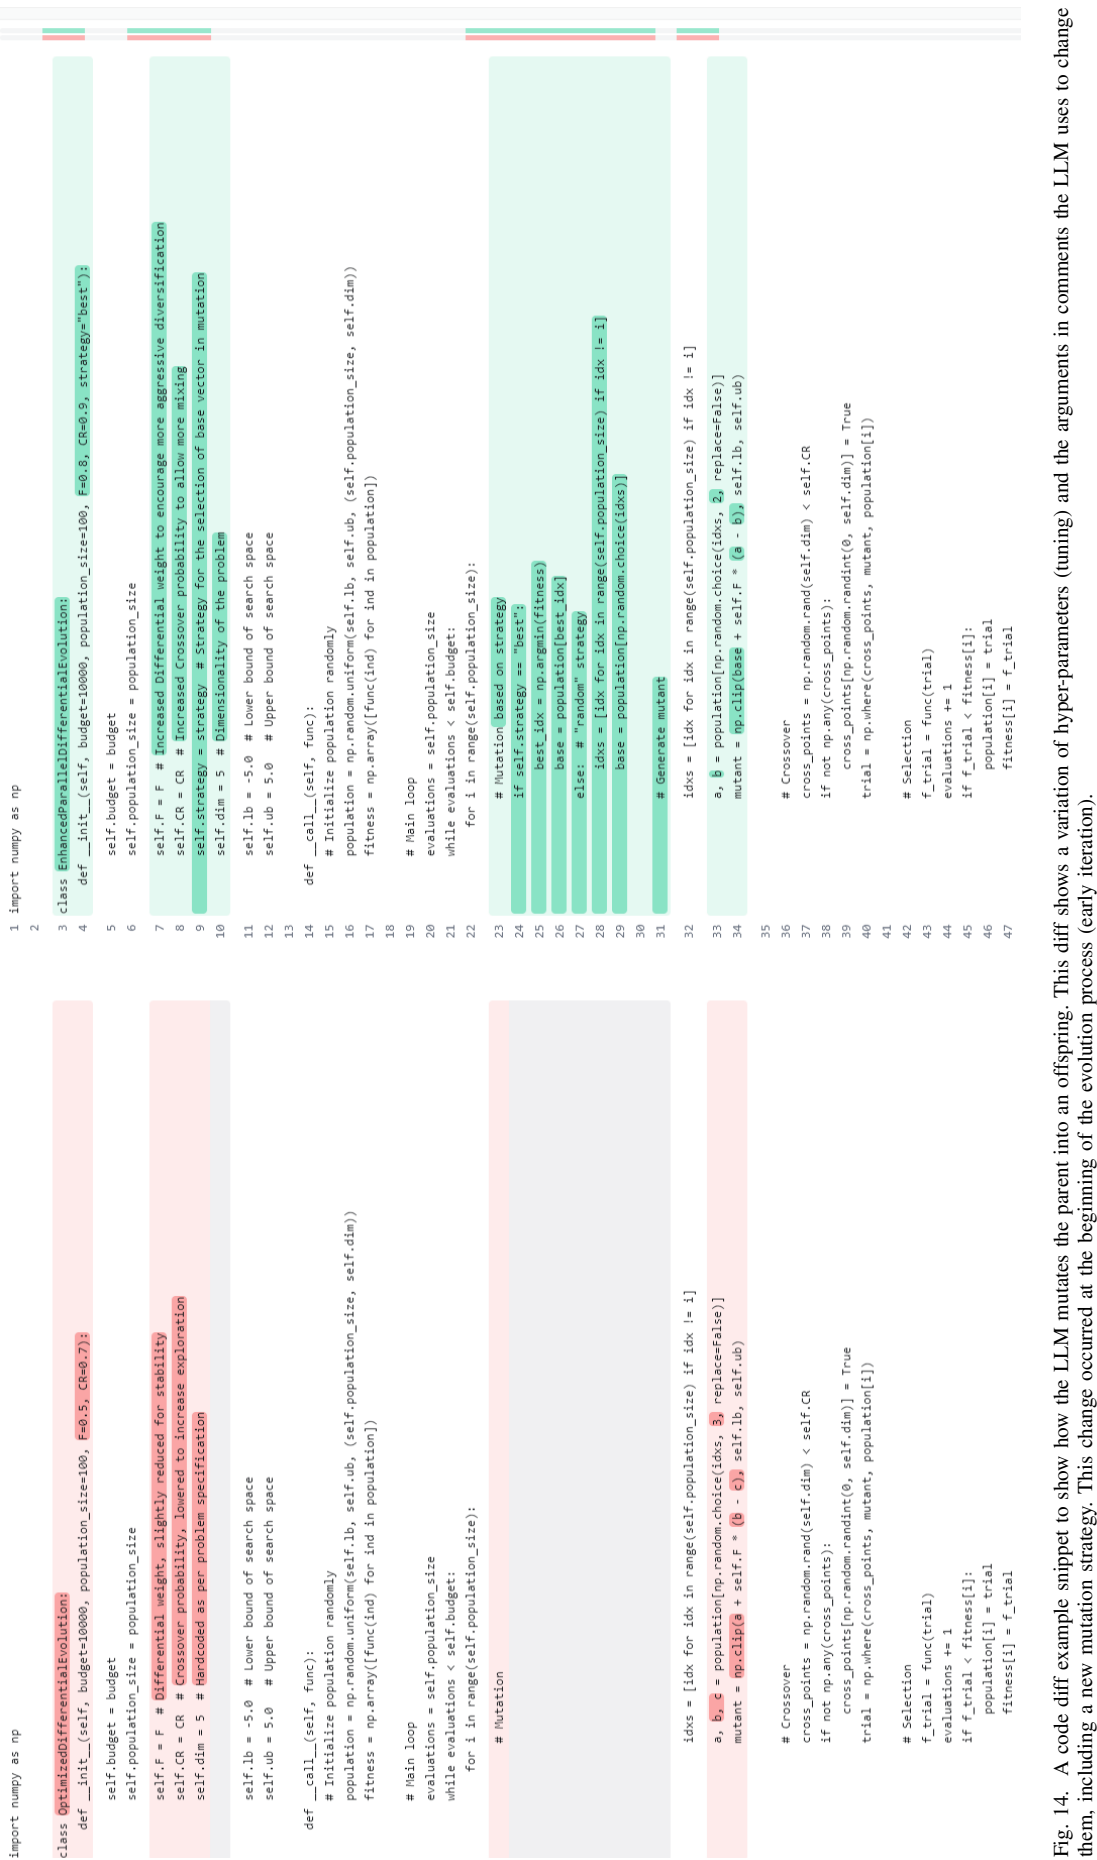 import numpy as np
class OptimizedDifferentialEvolution:
def __init__(self, budget=10000, population_size=100, F=0.5, CR=0.7):
self.budget = budget
self.population_size = population_size
self.F = F # Differential weight, slightly reduced for stability
self.CR = CR # Crossover probability, lowered to increase exploration
self.dim = 5 # Hardcoded as per problem specification
self.lb = -5.0 # Lower bound of search space
self.ub = 5.0 # Upper bound of search space
def __call__(self, func):
# Initialize population randomly
population = np.random.uniform(self.lb, self.ub, (self.population_size, self.dim))
fitness = np.array([func(ind) for ind in population])
# Main loop
evaluations = self.population_size
while evaluations < self.budget:
for i in range(self.population_size):
# Mutation
idxs = [idx for idx in range(self.population_size) if idx != i]
a, b, c = population[np.random.choice(idxs, 3, replace=False)]
mutant = np.clip(a + self.F * (b - c), self.lb, self.ub)
# Crossover
cross_points = np.random.rand(self.dim) < self.CR
if not np.any(cross_points):
cross_points[np.random.randint(0, self.dim)] = True
trial = np.where(cross_points, mutant, population[i])
# Selection
f_trial = func(trial)
evaluations += 1
if f_trial < fitness[i]:
population[i] = trial
fitness[i] = f_trial
1 import numpy as np
2
3 class EnhancedParallelDifferentialEvolution:
4 def __init__(self, budget=10000, population_size=100, F=0.8, CR=0.9, strategy="best"):
5 self.budget = budget
6 self.population_size = population_size
7 self.F = F # Increased Differential weight to encourage more aggressive diversification
8 self.CR = CR # Increased Crossover probability to allow more mixing
9 self.strategy = strategy # Strategy for the selection of base vector in mutation
10 self.dim = 5 # Dimensionality of the problem
11 self.lb = -5.0 # Lower bound of search space
12 self.ub = 5.0 # Upper bound of search space
13
14 def __call__(self, func):
15 # Initialize population randomly
16 population = np.random.uniform(self.lb, self.ub, (self.population_size, self.dim))
17 fitness = np.array([func(ind) for ind in population])
18
19 # Main loop
20 evaluations = self.population_size
21 while evaluations < self.budget:
22 for i in range(self.population_size):
23 # Mutation based on strategy
24 if self.strategy == "best":
25 best_idx = np.argmin(fitness)
26 base = population[best_idx]
27 else: # "random" strategy
28 idxs = [idx for idx in range(self.population_size) if idx != i]
29 base = population[np.random.choice(idxs)]
30
31 # Generate mutant
32 idxs = [idx for idx in range(self.population_size) if idx != i]
33 a, b = population[np.random.choice(idxs, 2, replace=False)]
34 mutant = np.clip(base + self.F * (a - b), self.lb, self.ub)
35
36 # Crossover
37 cross_points = np.random.rand(self.dim) < self.CR
38 if not np.any(cross_points):
39 cross_points[np.random.randint(0, self.dim)] = True
40 trial = np.where(cross_points, mutant, population[i])
41
42 # Selection
43 f_trial = func(trial)
44 evaluations += 1
45 if f_trial < fitness[i]:
46 population[i] = trial
47 fitness[i] = f_trial
Fig. 14. A code diff example snippet to show how the LLM mutates the parent into an offspring. This diff shows a variation of hyper-parameters (tuning) and the arguments in comments the LLM uses to change
them, including a new mutation strategy. This change occurred at the beginning of the evolution process (early iteration).